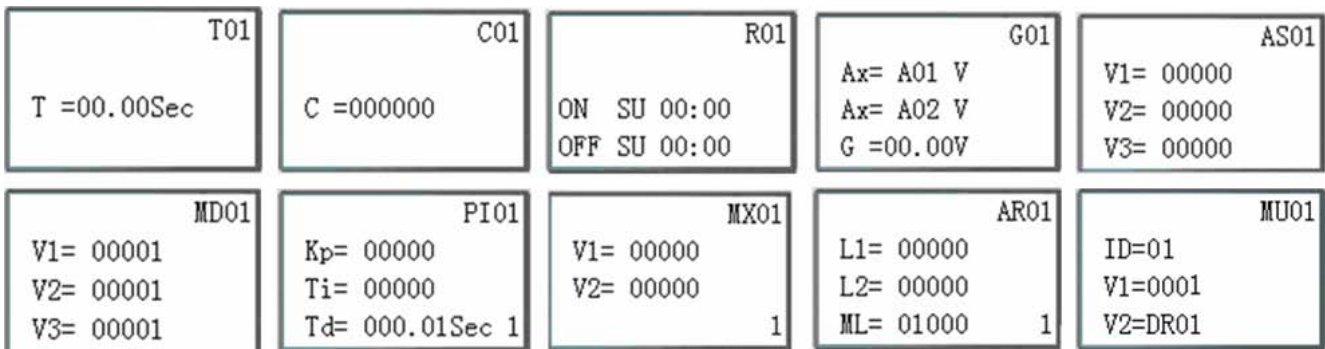 T01
T =00.00Sec
C01
C =000000
R01
ON SU 00:00
OFF SU 00:00
G01
Ax= A01 V
Ax= A02 V
G =00.00V
AS01
V1= 00000
V2= 00000
V3= 00000
MD01
V1= 00001
V2= 00001
V3= 00001
PI01
Kp= 00000
Ti= 00000
Td= 000.01Sec 1
MX01
V1= 00000
V2= 00000
1
AR01
L1= 00000
L2= 00000
ML= 01000 1
MU01
ID=01
V1=0001
V2=DR01